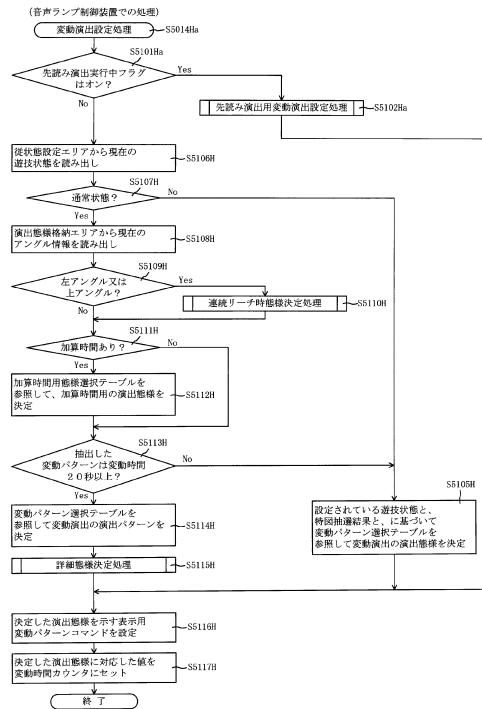 (音声ランプ制御装置での処理)
変動演出設定処理
S5014Ha
S5101Ha
先読み演出実行中フラグ
はオン?
Yes
No
先読み演出用変動演出設定処理
S5102Ha
従状態設定エリアから現在の
遊技状態を読み出し
S5106H
S5107H
通常状態?
No
Yes
演出態様格納エリアから現在の
アングル情報を読み出し
S5108H
S5109H
左アングル又は
上アングル?
Yes
No
連続リーチ時態様決定処理
S5110H
S5111H
加算時間あり?
No
Yes
加算時間用態様選択テーブルを
参照して、加算時間用の演出態様を
決定
S5112H
S5113H
抽出した
変動パターンは変動時間
20秒以上?
No
Yes
S5105H
設定されている遊技状態と、
特図抽選結果と、に基づいて
変動パターン選択テーブルを
参照して変動演出の演出態様を決定
変動パターン選択テーブルを
参照して変動演出の演出パターンを
決定
S5114H
詳細態様決定処理
S5115H
決定した演出態様を示す表示用
変動パターンコマンドを設定
S5116H
決定した演出態様に対応した値を
変動時間カウンタにセット
S5117H
終了